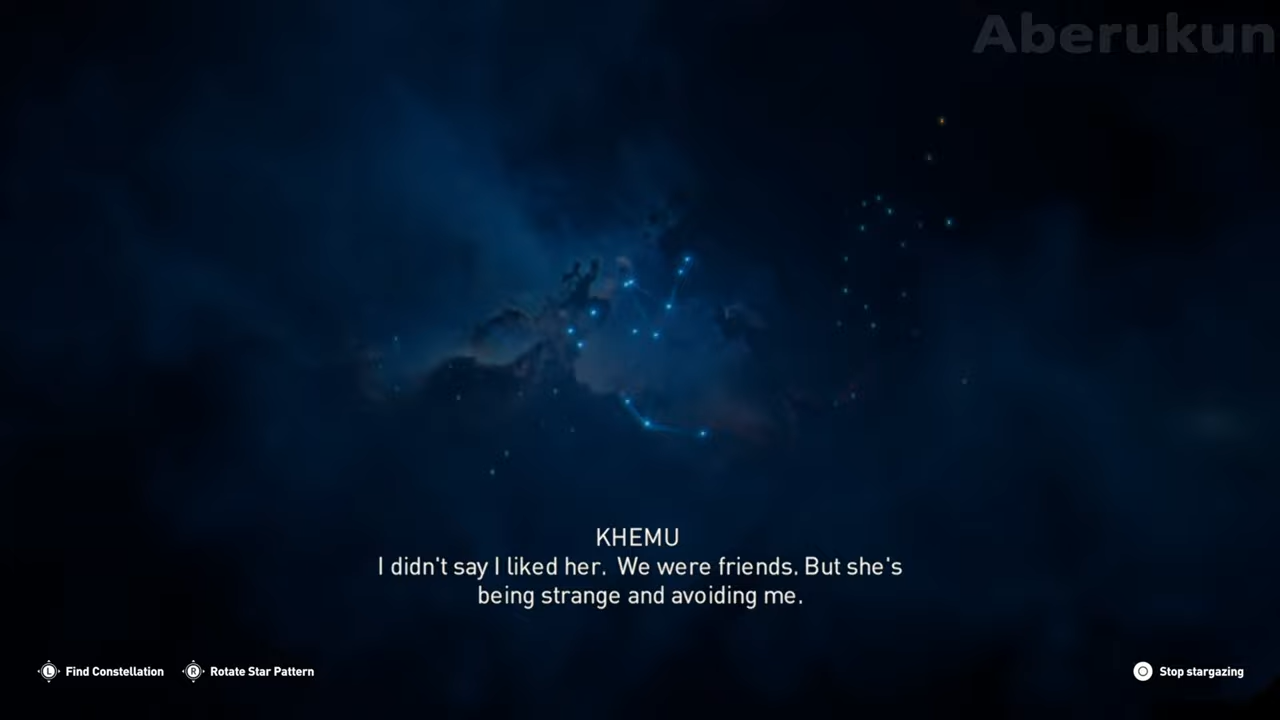 Aberukun
KHEMU
I didn't say I liked her. We were friends. But she's
being strange and avoiding me.
L Find Constellation R Rotate Star Pattern Stop stargazing